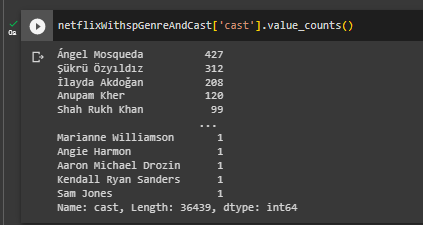 netflixWithspGenreAndCast['cast'].value_counts()
0s
Ángel Mosqueda 427
Şükrü Özyıldız 312
İlayda Akdoğan 208
Anupam Kher 120
Shah Rukh Khan 99
...
Marianne Williamson 1
Angie Harmon 1
Aaron Michael Drozin 1
Kendall Ryan Sanders 1
Sam Jones 1
Name: cast, Length: 36439, dtype: int64